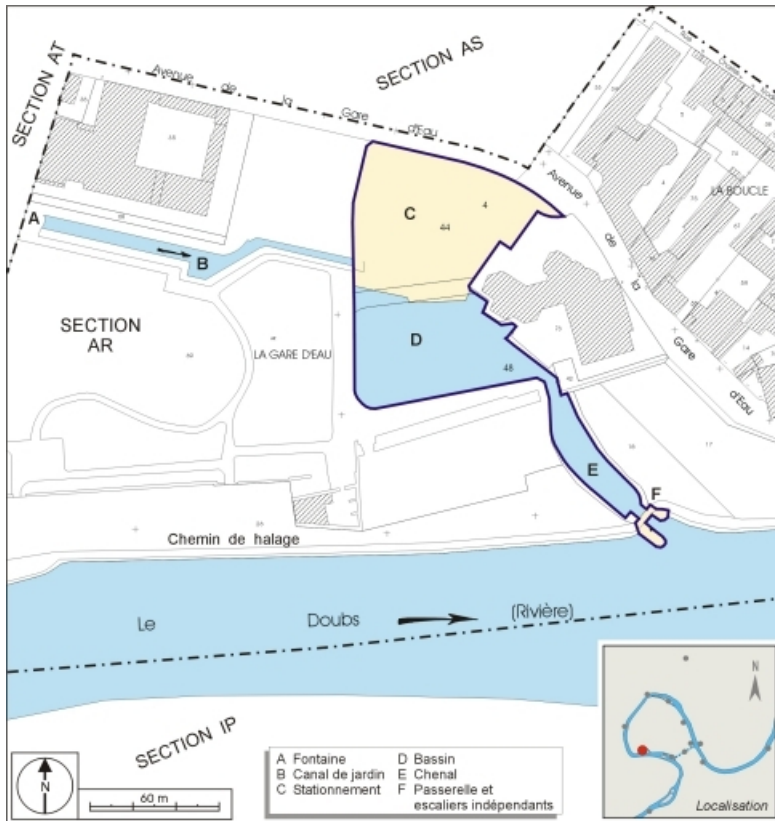 SECTION AT
Avenue de la Gare d'Eau
SECTION AS
LA BOUCLE
Avenue de la Gare d'Eau
A
B
C
4
44
SECTION
AR
LA GARE D'EAU
D
48
17
E
F
Chemin de halage
Le Doubs (Rivière)
SECTION IP
N
60 m
A Fontaine
B Canal de jardin
C Stationnement
D Bassin
E Chenal
F Passerelle et
escaliers indépendants
N
Localisation